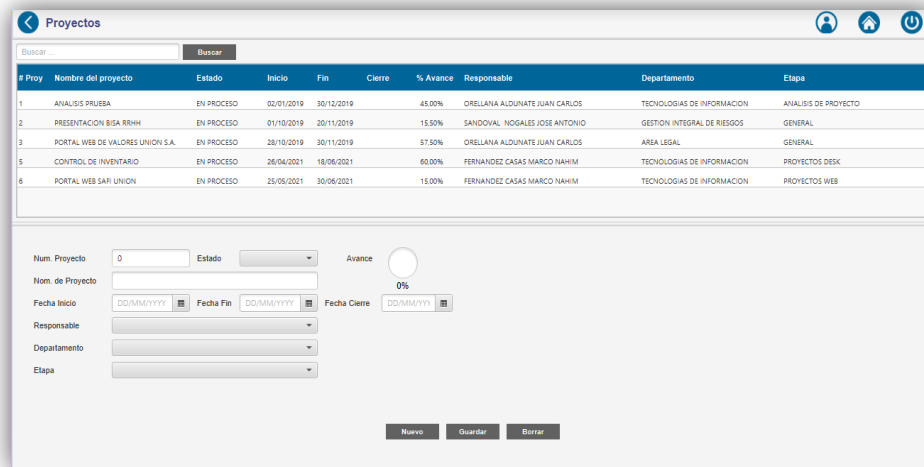 Proyectos
Buscar ... Buscar
# Proy Nombre del proyecto Estado Inicio Fin Cierre % Avance Responsable Departamento Etapa
1 ANALISIS PRUEBA EN PROCESO 02/01/2019 30/12/2019 45,00% ORELLANA ALDUNATE JUAN CARLOS TECNOLOGIAS DE INFORMACION ANALISIS DE PROYECTO
2 PRESENTACION BISA RRHH EN PROCESO 01/10/2019 20/11/2019 15,50% SANDOVAL NOGALES JOSE ANTONIO GESTION INTEGRAL DE RIESGOS GENERAL
3 PORTAL WEB DE VALORES UNION S.A. EN PROCESO 28/10/2019 30/11/2019 57,50% ORELLANA ALDUNATE JUAN CARLOS AREA LEGAL GENERAL
5 CONTROL DE INVENTARIO EN PROCESO 26/04/2021 18/06/2021 60,00% FERNANDEZ CASAS MARCO NAHIM TECNOLOGIAS DE INFORMACION PROYECTOS DESK
6 PORTAL WEB SAFI UNION EN PROCESO 25/05/2021 30/06/2021 15,00% FERNANDEZ CASAS MARCO NAHIM TECNOLOGIAS DE INFORMACION PROYECTOS WEB
Num. Proyecto 0 Estado Avance
0%
Nom. de Proyecto
Fecha Inicio DD/MM/YYYY Fecha Fin DD/MM/YYYY Fecha Cierre DD/MM/YYY
Responsable
Departamento
Etapa
Nuevo Guardar Borrar